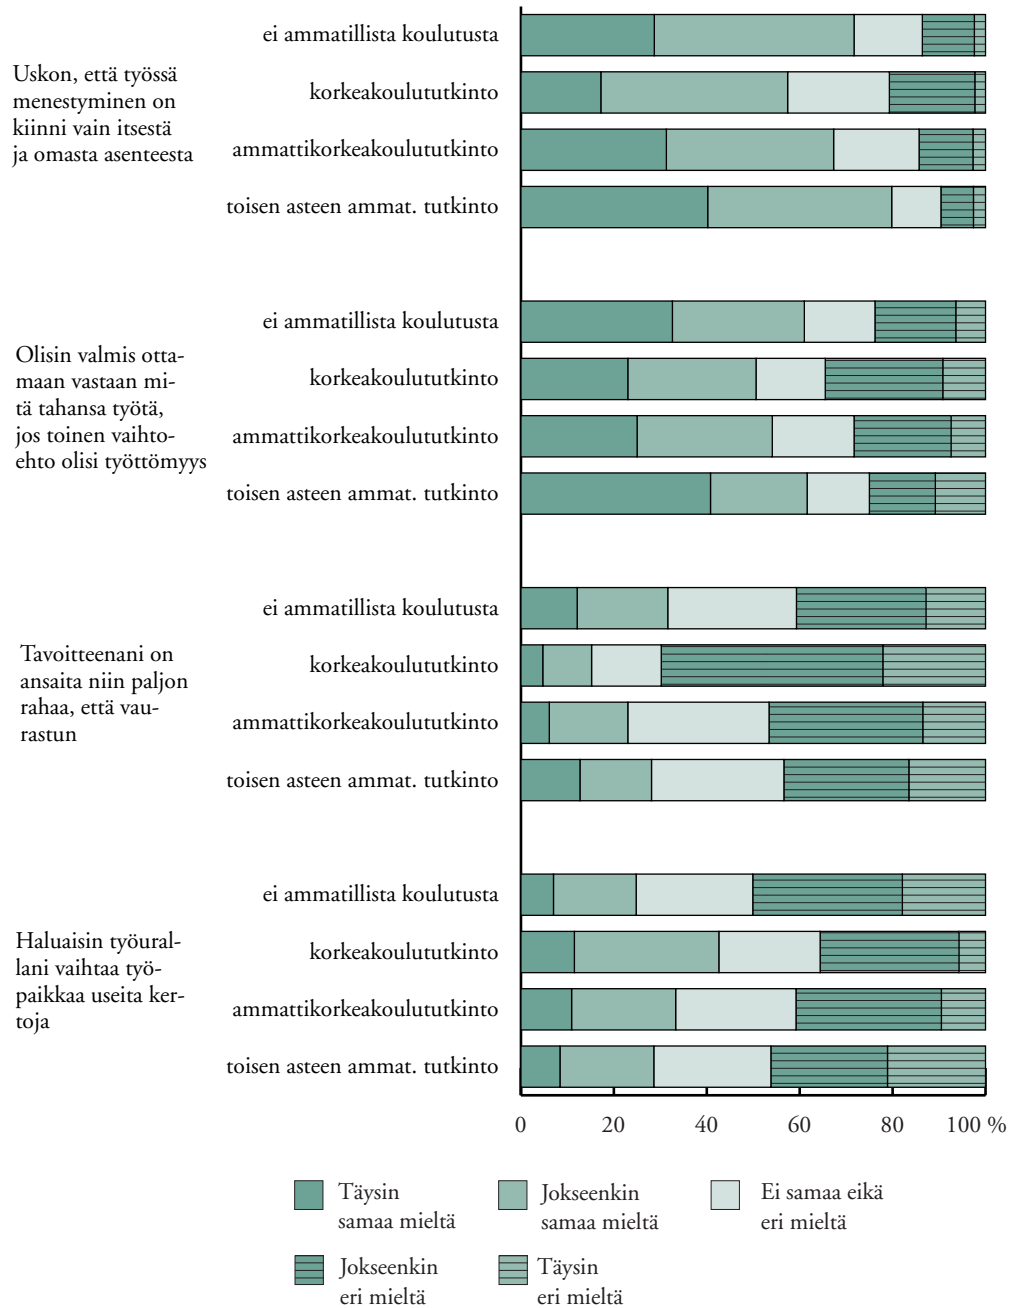 ei ammatillista koulutusta
Uskon, että työssä
menestyminen on
kiinni vain itsestä
ja omasta asenteesta
korkeakoulututkinto
ammattikorkeakoulututkinto
toisen asteen ammat. tutkinto
ei ammatillista koulutusta
Olisin valmis otta-
maan vastaan mi-
tä tahansa työtä,
jos toinen vaihto-
ehto olisi työttömyys
korkeakoulututkinto
ammattikorkeakoulututkinto
toisen asteen ammat. tutkinto
ei ammatillista koulutusta
Tavoitteenani on
ansaita niin paljon
rahaa, että vau-
rastun
korkeakoulututkinto
ammattikorkeakoulututkinto
toisen asteen ammat. tutkinto
ei ammatillista koulutusta
Haluaisin työural-
lani vaihtaa työ-
paikkaa useita ker-
toja
korkeakoulututkinto
ammattikorkeakoulututkinto
toisen asteen ammat. tutkinto
0 20 40 60 80 100 %
Täysin
samaa mieltä
Jokseenkin
samaa mieltä
Ei samaa eikä
eri mieltä
Jokseenkin
eri mieltä
Täysin
eri mieltä